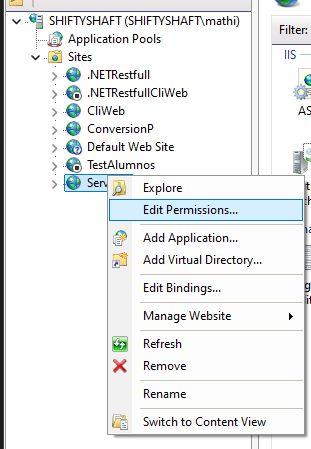 SHIFTYSHAFT (SHIFTYSHAFT\mathi)
Application Pools
Sites
.NETRestfull
.NETRestfullCliWeb
CliWeb
ConversionP
Default Web Site
TestAlumnos
Serv
Explore
Edit Permissions...
Add Application...
Add Virtual Directory...
Edit Bindings...
Manage Website
Refresh
Remove
Rename
Switch to Content View
Filter:
IIS
AS